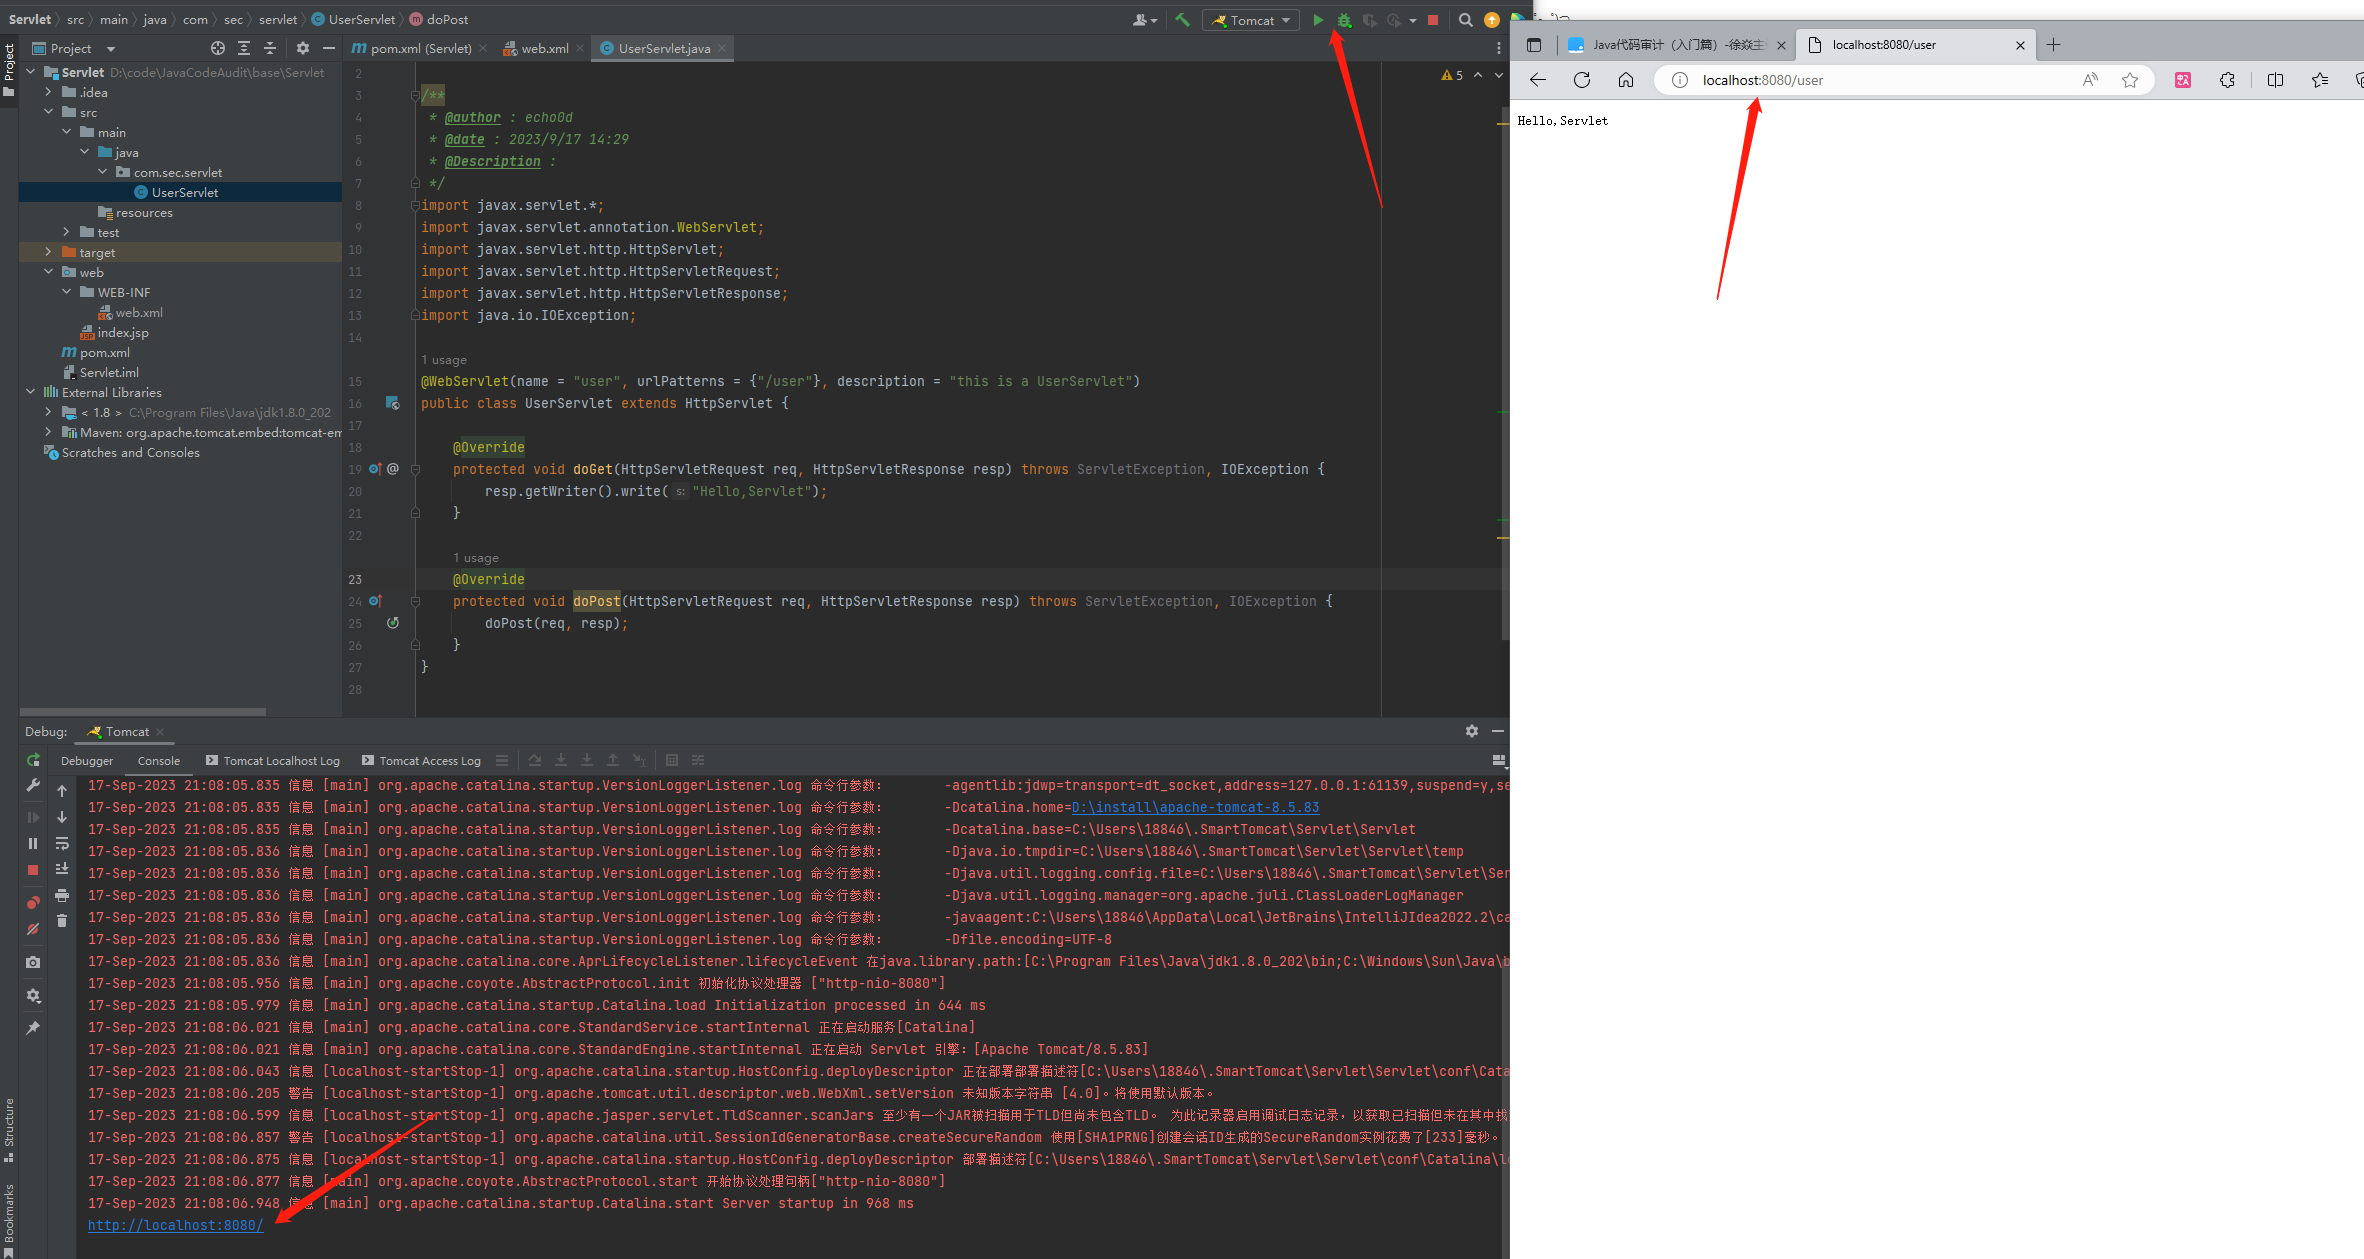 Servlet src main java com sec servlet UserServlet doPost
Tomcat
Project
pom.xml (Servlet)
web.xml
UserServlet.java
Project
Servlet D:\code\JavaCodeAudit\base\Servlet
.idea
src
main
java
com.sec.servlet
UserServlet
resources
test
target
web
WEB-INF
web.xml
index.jsp
pom.xml
Servlet.iml
External Libraries
< 1.8 > C:\Program Files\Java\jdk1.8.0_202
Maven: org.apache.tomcat.embed:tomcat-em
Scratches and Consoles
5
2
3 /**
4 * @author : echo0d
5 * @date : 2023/9/17 14:29
6 * @Description :
7 */
8 import javax.servlet.*;
9 import javax.servlet.annotation.WebServlet;
10 import javax.servlet.http.HttpServlet;
11 import javax.servlet.http.HttpServletRequest;
12 import javax.servlet.http.HttpServletResponse;
13 import java.io.IOException;
14
1 usage
15 @WebServlet(name = "user", urlPatterns = {"/user"}, description = "this is a UserServlet")
16 public class UserServlet extends HttpServlet {
17
18 @Override
19 @ protected void doGet(HttpServletRequest req, HttpServletResponse resp) throws ServletException, IOException {
20 resp.getWriter().write( s: "Hello,Servlet");
21 }
22
1 usage
23 @Override
24 protected void doPost(HttpServletRequest req, HttpServletResponse resp) throws ServletException, IOException {
25 doPost(req, resp);
26 }
27 }
28
Debug: Tomcat
Debugger Console Tomcat Localhost Log Tomcat Access Log
17-Sep-2023 21:08:05.835 信息 [main] org.apache.catalina.startup.VersionLoggerListener.log 命令行参数： -agentlib:jdwp=transport=dt_socket,address=127.0.0.1:61139,suspend=y,se
17-Sep-2023 21:08:05.835 信息 [main] org.apache.catalina.startup.VersionLoggerListener.log 命令行参数： -Dcatalina.home=D:\install\apache-tomcat-8.5.83
17-Sep-2023 21:08:05.835 信息 [main] org.apache.catalina.startup.VersionLoggerListener.log 命令行参数： -Dcatalina.base=C:\Users\18846\.SmartTomcat\Servlet\Servlet
17-Sep-2023 21:08:05.836 信息 [main] org.apache.catalina.startup.VersionLoggerListener.log 命令行参数： -Djava.io.tmpdir=C:\Users\18846\.SmartTomcat\Servlet\Servlet\temp
17-Sep-2023 21:08:05.836 信息 [main] org.apache.catalina.startup.VersionLoggerListener.log 命令行参数： -Djava.util.logging.config.file=C:\Users\18846\.SmartTomcat\Servlet\Ser
17-Sep-2023 21:08:05.836 信息 [main] org.apache.catalina.startup.VersionLoggerListener.log 命令行参数： -Djava.util.logging.manager=org.apache.juli.ClassLoaderLogManager
17-Sep-2023 21:08:05.836 信息 [main] org.apache.catalina.startup.VersionLoggerListener.log 命令行参数： -javaagent:C:\Users\18846\AppData\Local\JetBrains\IntelliJIdea2022.2\ca
17-Sep-2023 21:08:05.836 信息 [main] org.apache.catalina.startup.VersionLoggerListener.log 命令行参数： -Dfile.encoding=UTF-8
17-Sep-2023 21:08:05.836 信息 [main] org.apache.catalina.core.AprLifecycleListener.lifecycleEvent 在java.library.path:[C:\Program Files\Java\jdk1.8.0_202\bin;C:\Windows\Sun\Java\b
17-Sep-2023 21:08:05.956 信息 [main] org.apache.coyote.AbstractProtocol.init 初始化协议处理器 ["http-nio-8080"]
17-Sep-2023 21:08:05.979 信息 [main] org.apache.catalina.startup.Catalina.load Initialization processed in 644 ms
17-Sep-2023 21:08:06.021 信息 [main] org.apache.catalina.core.StandardService.startInternal 正在启动服务[Catalina]
17-Sep-2023 21:08:06.021 信息 [main] org.apache.catalina.core.StandardEngine.startInternal 正在启动 Servlet 引擎：[Apache Tomcat/8.5.83]
17-Sep-2023 21:08:06.043 信息 [localhost-startStop-1] org.apache.catalina.startup.HostConfig.deployDescriptor 正在部署部署描述符[C:\Users\18846\.SmartTomcat\Servlet\Servlet\conf\Cata
17-Sep-2023 21:08:06.205 警告 [localhost-startStop-1] org.apache.tomcat.util.descriptor.web.WebXml.setVersion 未知版本字符串 [4.0]。将使用默认版本。
17-Sep-2023 21:08:06.599 信息 [localhost-startStop-1] org.apache.jasper.servlet.TldScanner.scanJars 至少有一个JAR被扫描用于TLD但尚未包含TLD。 为此记录器启用调试日志记录，以获取已扫描但未在其中找
17-Sep-2023 21:08:06.857 警告 [localhost-startStop-1] org.apache.catalina.util.SessionIdGeneratorBase.createSecureRandom 使用[SHA1PRNG]创建会话ID生成的SecureRandom实例花费了[233]毫秒。
17-Sep-2023 21:08:06.875 信息 [localhost-startStop-1] org.apache.catalina.startup.HostConfig.deployDescriptor 部署描述符[C:\Users\18846\.SmartTomcat\Servlet\Servlet\conf\Catalina\lo
17-Sep-2023 21:08:06.877 信息 [main] org.apache.coyote.AbstractProtocol.start 开始协议处理句柄["http-nio-8080"]
17-Sep-2023 21:08:06.948 信息 [main] org.apache.catalina.startup.Catalina.start Server startup in 968 ms
http://localhost:8080/
Structure
Bookmarks
Java代码审计（入门篇）-徐焱主
localhost:8080/user
localhost:8080/user
Hello,Servlet